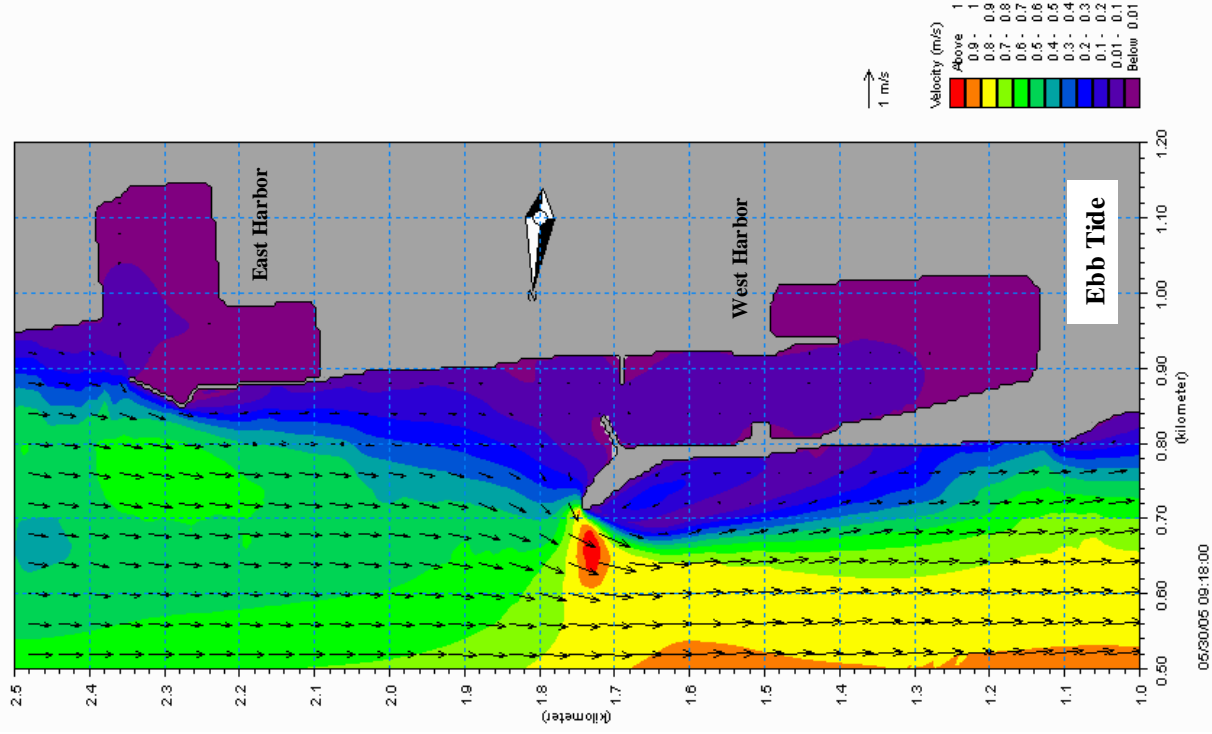 East Harbor
West Harbor
Ebb Tide
N
1 m/s
Velocity (m/s)
Above 1
0.9 - 1
0.8 - 0.9
0.7 - 0.8
0.6 - 0.7
0.5 - 0.6
0.4 - 0.5
0.3 - 0.4
0.2 - 0.3
0.1 - 0.2
0.01 - 0.1
Below 0.01
2.5
2.4
2.3
2.2
2.1
2.0
1.9
1.8
1.7
1.6
1.5
1.4
1.3
1.2
1.1
1.0
(kilometer)
0.50
0.60
0.70
0.80
0.90
1.00
1.10
1.20
(kilometer)
05/30/05 09:18:00